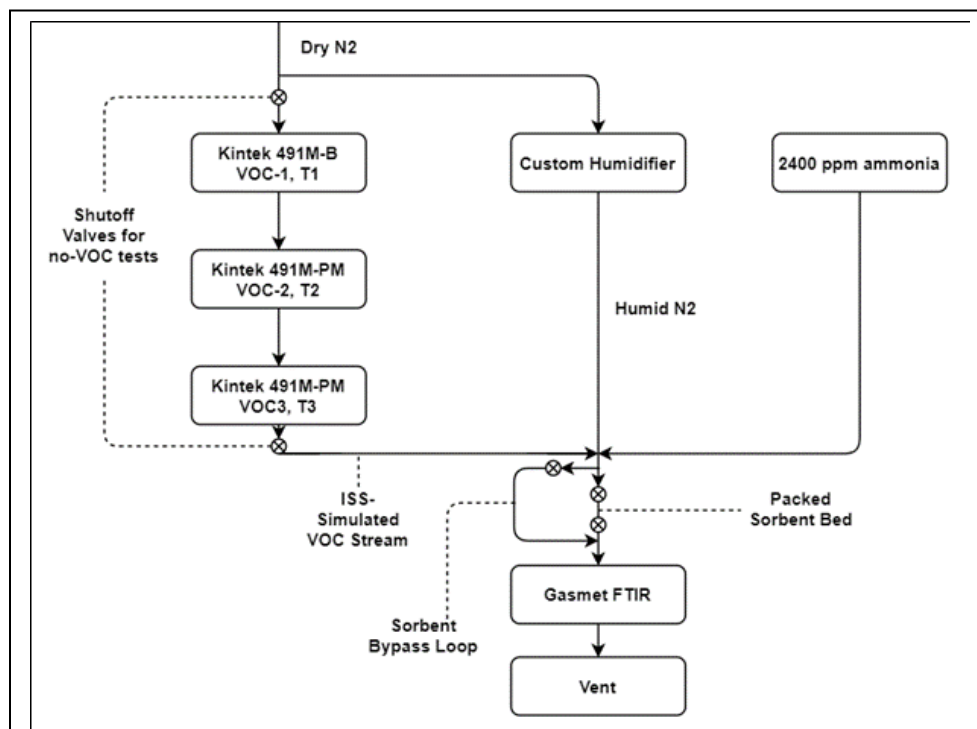 Dry N2
Kintek 491M-B
VOC-1, T1
Custom Humidifier
2400 ppm ammonia
Shutoff
Valves for
no-VOC tests
Kintek 491M-PM
VOC-2, T2
Humid N2
Kintek 491M-PM
VOC3, T3
ISS-
Simulated
VOC Stream
Packed
Sorbent Bed
Gasmet FTIR
Sorbent
Bypass Loop
Vent